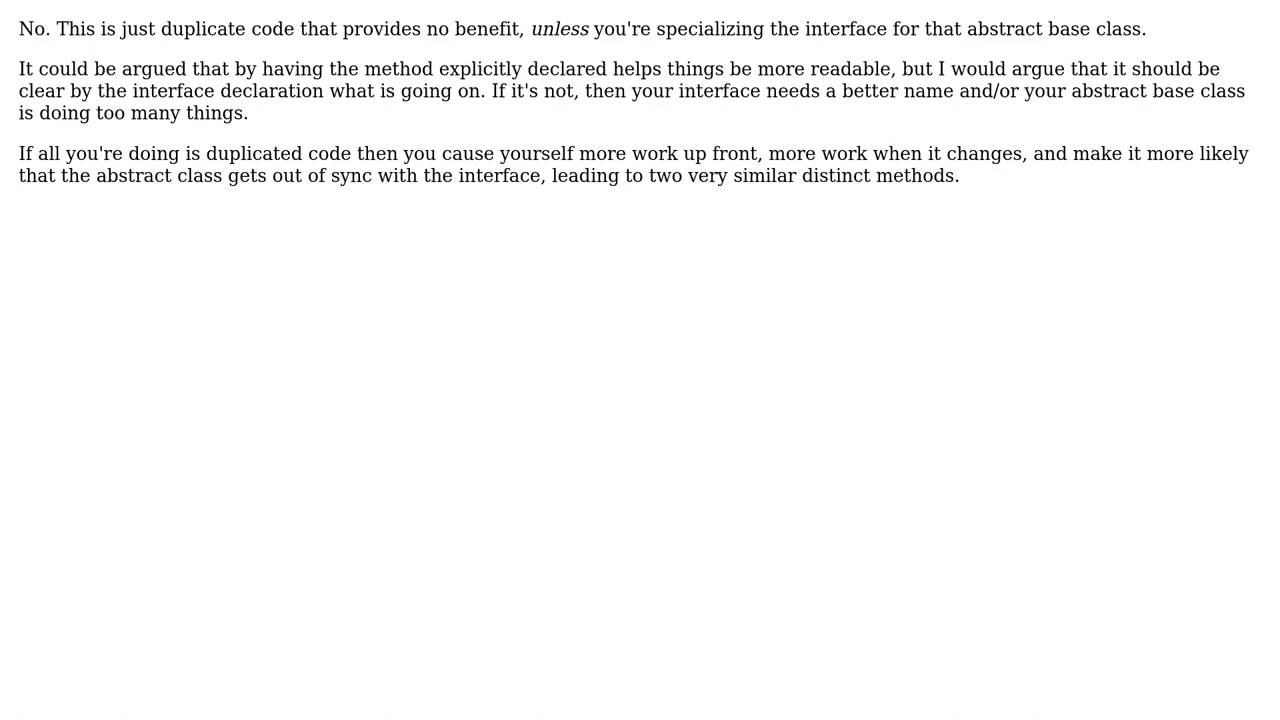 No. This is just duplicate code that provides no benefit, unless you're specializing the interface for that abstract base class.
It could be argued that by having the method explicitly declared helps things be more readable, but I would argue that it should be
clear by the interface declaration what is going on. If it's not, then your interface needs a better name and/or your abstract base class
is doing too many things.
If all you're doing is duplicated code then you cause yourself more work up front, more work when it changes, and make it more likely
that the abstract class gets out of sync with the interface, leading to two very similar distinct methods.